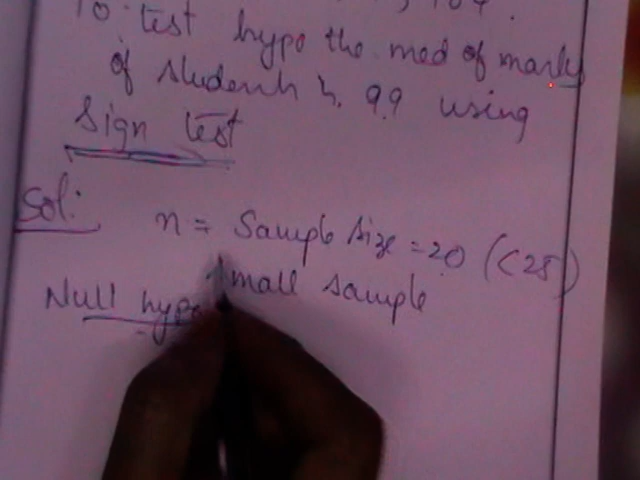 To test hypo the med of marks
of students is 99 using
Sign test
Sol:
n = Sample size = 20 (<25)
small sample
Null hypo